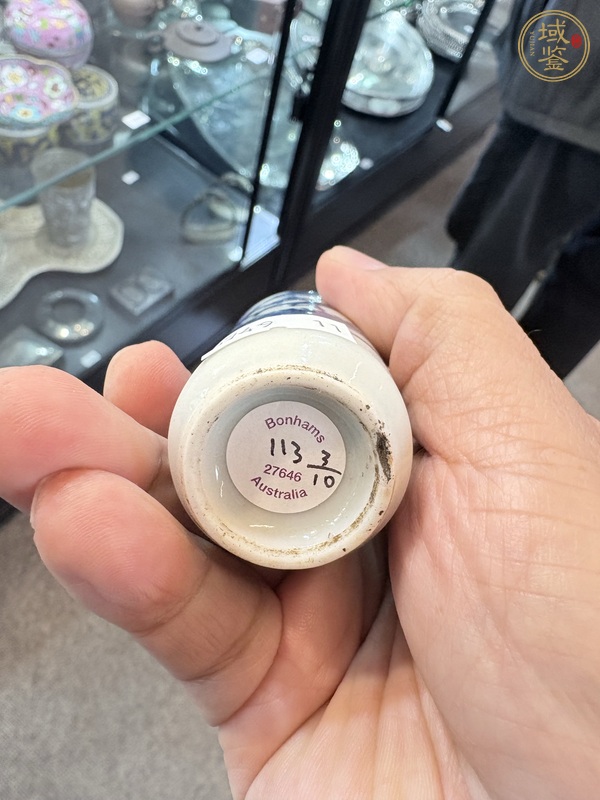 域鉴
Bonhams
113 3/10
27646
Australia